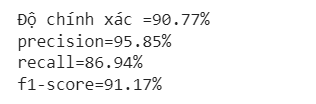 Độ chính xác =90.77%
precision=95.85%
recall=86.94%
f1-score=91.17%